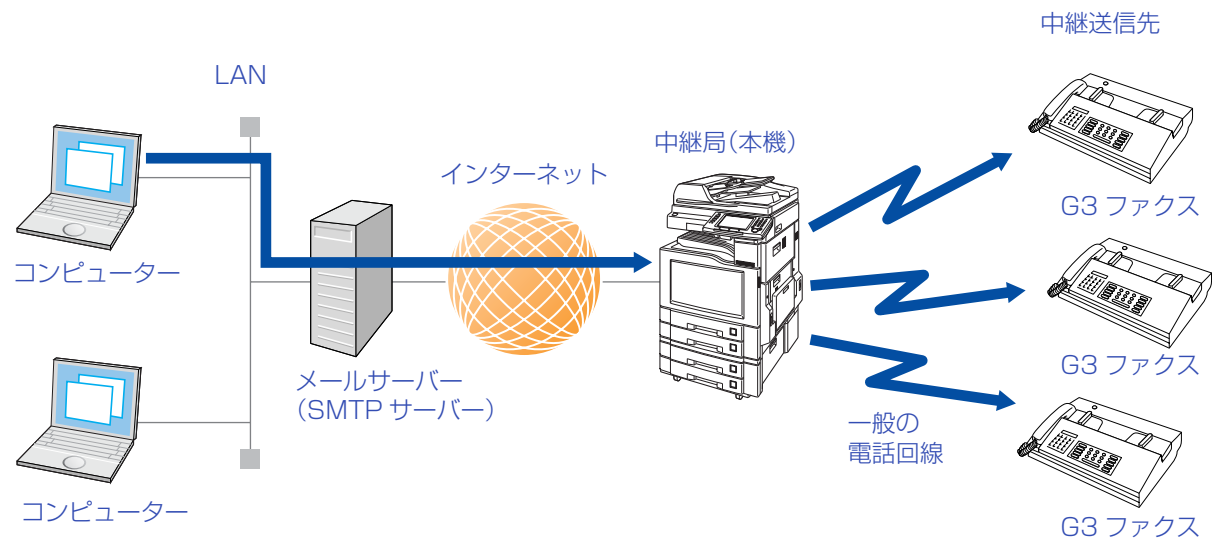 中継送信先
LAN
中継局(本機)
インターネット
G3 ファクス
コンピューター
G3 ファクス
メールサーバー
(SMTP サーバー)
一般の
電話回線
コンピューター
G3 ファクス